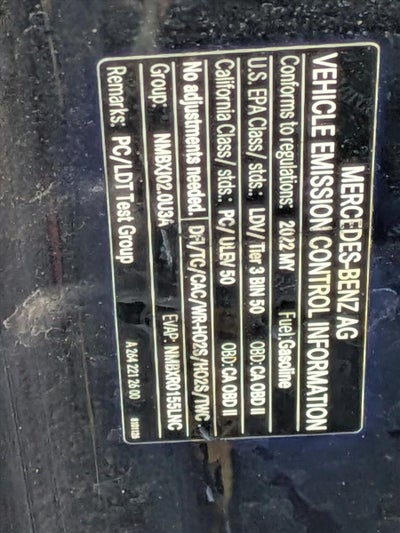 MERCEDES-BENZ AG
VEHICLE EMISSION CONTROL INFORMATION
Conforms to regulations: 2022 MY Fuel: Gasoline
U.S. EPA Class/ stds.: LDV/ Tier 3 BIN 50 OBD: CA OBD II
California Class/ stds.: PC/ ULEV 50 OBD: CA OBD II
No adjustments needed. DFI/TC/CAC/WR-HO2S/HO2S/TWC
Group: NMBXJ02.0U3A EVAP: NMBXR0155LNC
Remarks: PC/LDT Test Group
A 264 221 26 00